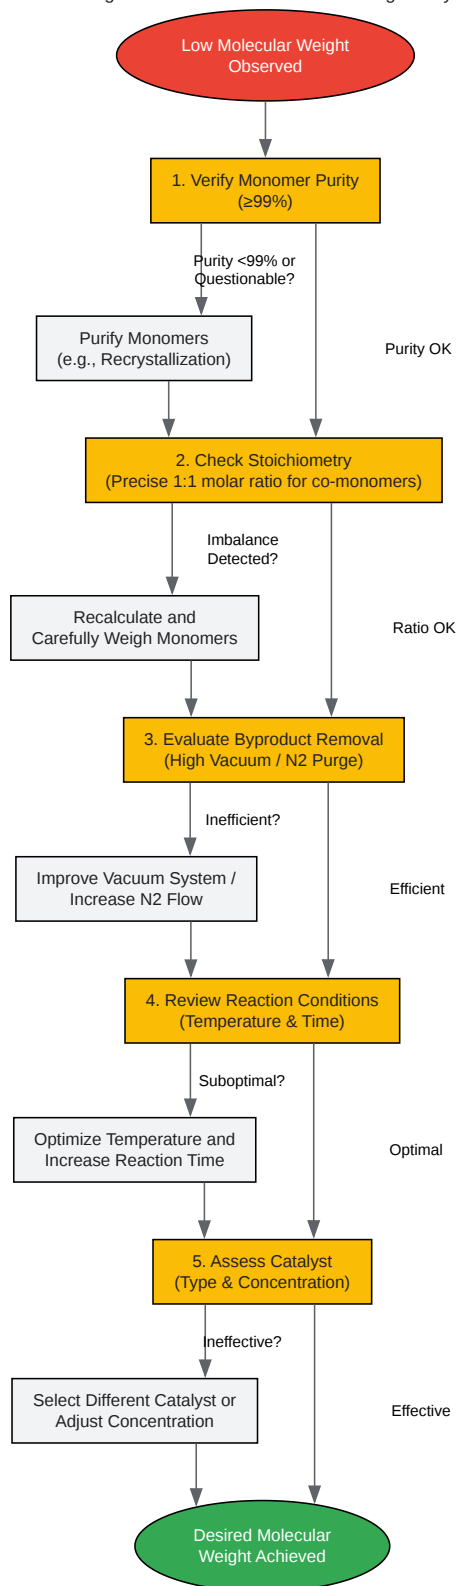 Low Molecular Weight
Observed
1. Verify Monomer Purity
(≥99%)
Purity <99% or
Questionable?
Purify Monomers
(e.g., Recrystallization)
Purity OK
2. Check Stoichiometry
(Precise 1:1 molar ratio for co-monomers)
Imbalance
Detected?
Recalculate and
Carefully Weigh Monomers
Ratio OK
3. Evaluate Byproduct Removal
(High Vacuum / N2 Purge)
Inefficient?
Improve Vacuum System /
Increase N2 Flow
Efficient
4. Review Reaction Conditions
(Temperature & Time)
Suboptimal?
Optimize Temperature and
Increase Reaction Time
Optimal
5. Assess Catalyst
(Type & Concentration)
Ineffective?
Select Different Catalyst or
Adjust Concentration
Effective
Desired Molecular
Weight Achieved